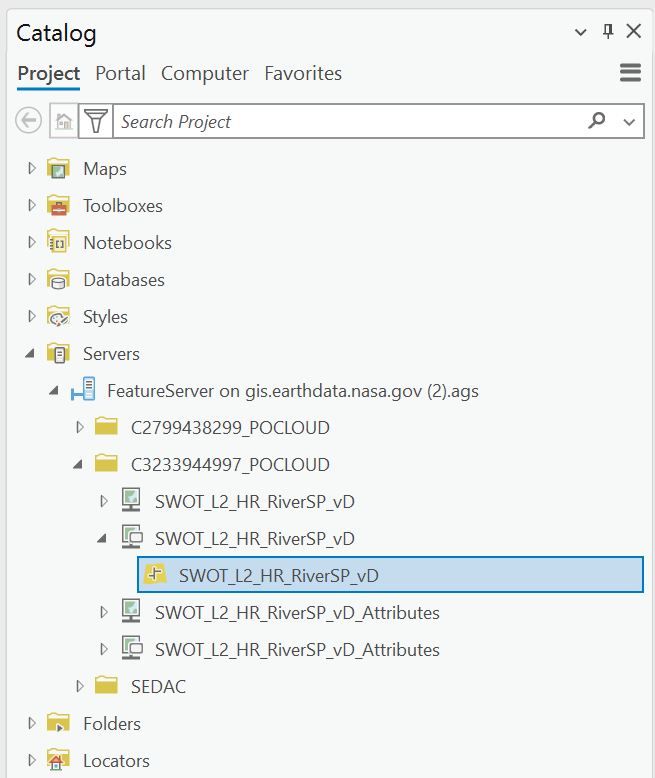 Catalog
Project Portal Computer Favorites
Search Project
Maps
Toolboxes
Notebooks
Databases
Styles
Servers
FeatureServer on gis.earthdata.nasa.gov (2).ags
C2799438299_POCLOUD
C3233944997_POCLOUD
SWOT_L2_HR_RiverSP_vD
SWOT_L2_HR_RiverSP_vD
SWOT_L2_HR_RiverSP_vD
SWOT_L2_HR_RiverSP_vD_Attributes
SWOT_L2_HR_RiverSP_vD_Attributes
SEDAC
Folders
Locators